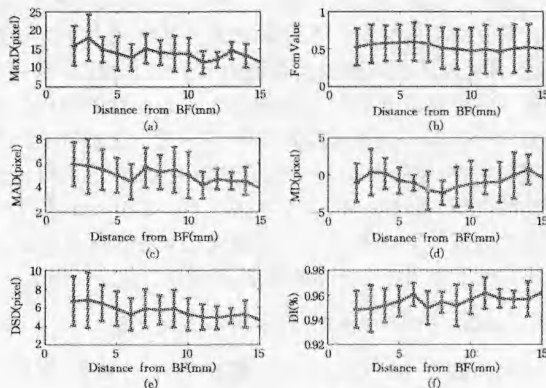 MaxD(pixel)
25
20
15
10
5
0 5 10 15
Distance from BF(mm)
(a)
FomValue
1
0.5
0
0 5 10 15
Distance from BF(mm)
(b)
MAD(pixel)
8
6
4
2
0 5 10 15
Distance from BF(mm)
(c)
MD(pixel)
5
0
-5
0 5 10 15
Distance from BF(mm)
(d)
DSD(pixel)
10
8
6
4
2
0 5 10 15
Distance from BF(mm)
(e)
DI(%)
0.98
0.96
0.94
0.92
0 5 10 15
Distance from BF(mm)
(f)